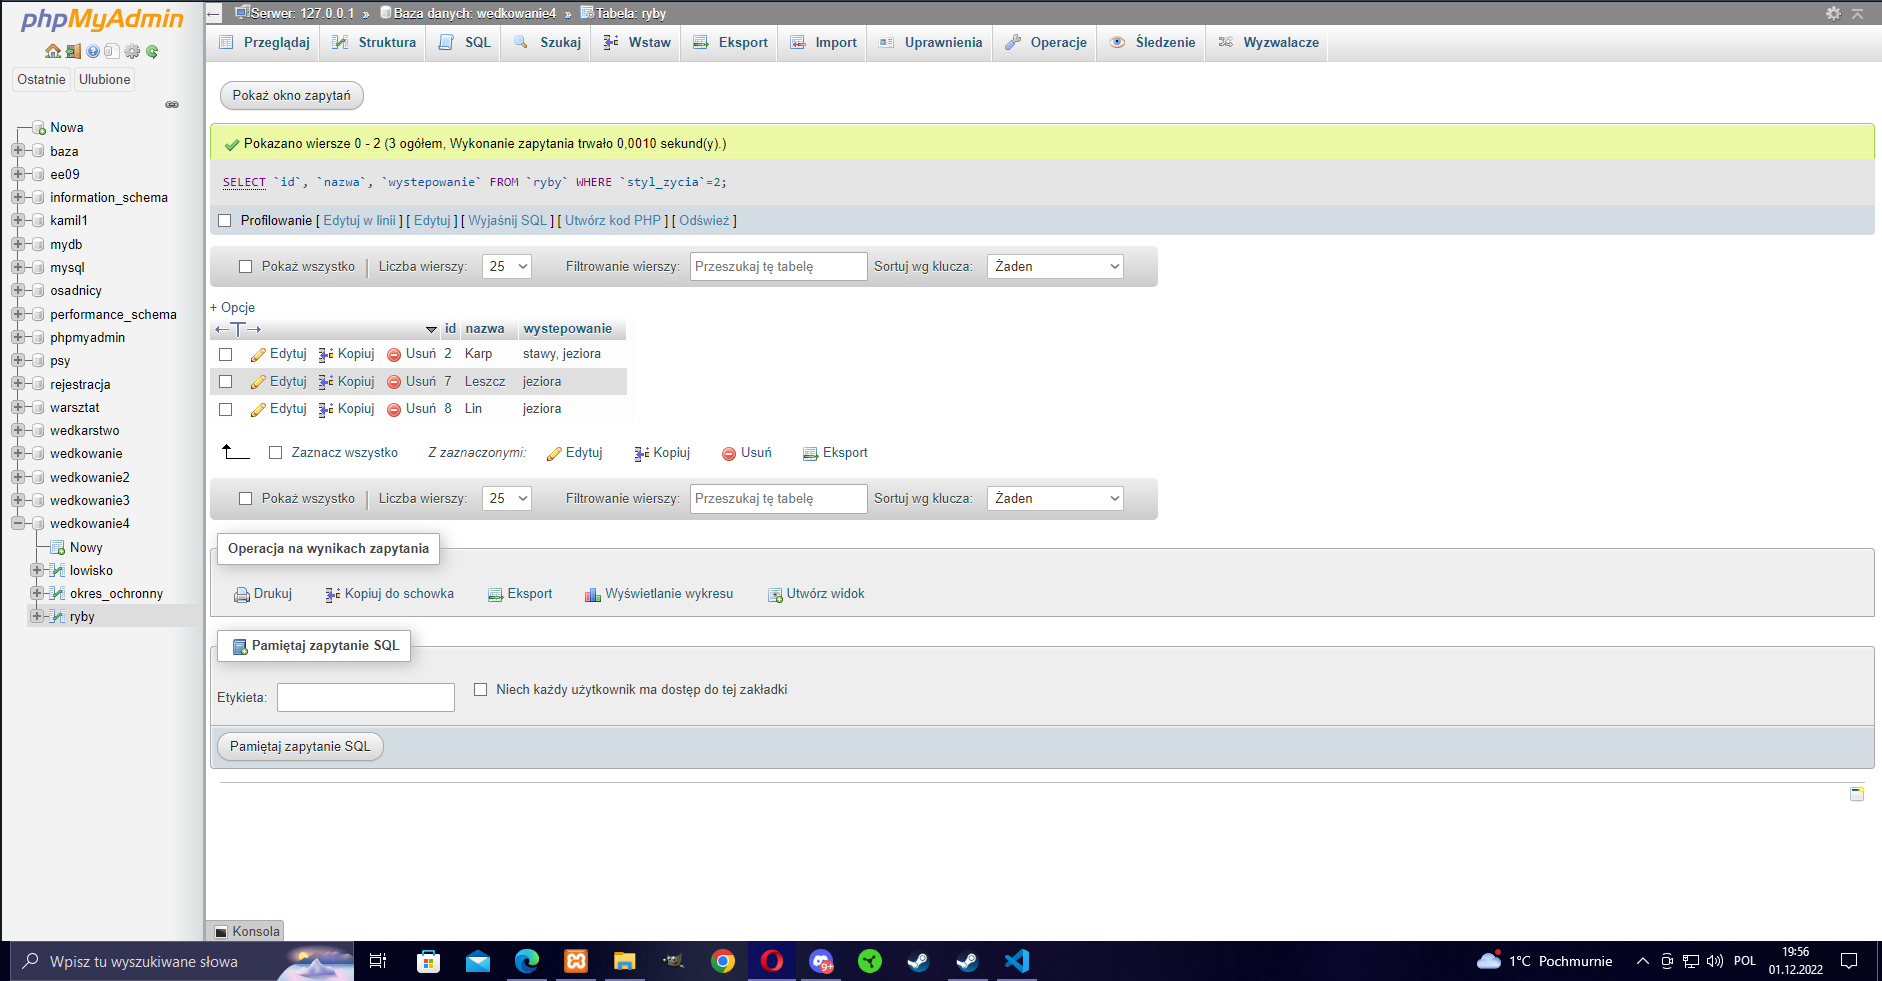 phpMyAdmin
Serwer: 127.0.0.1 » Baza danych: wedkowanie4 » Tabela: ryby
Przeglądaj Struktura SQL Szukaj Wstaw Eksport Import Uprawnienia Operacje Śledzenie Wyzwalacze
Ostatnie Ulubione
Nowa
baza
ee09
information_schema
kamil1
mydb
mysql
osadnicy
performance_schema
phpmyadmin
psy
rejestracja
warsztat
wedkarstwo
wedkowanie
wedkowanie2
wedkowanie3
wedkowanie4
Nowy
lowisko
okres_ochronny
ryby
Pokaż okno zapytań
Pokazano wiersze 0 - 2 (3 ogółem, Wykonanie zapytania trwało 0,0010 sekund(y).)
SELECT `id`, `nazwa`, `wystepowanie` FROM `ryby` WHERE `styl_zycia`=2;
Profilowanie [ Edytuj w linii ] [ Edytuj ] [ Wyjaśnij SQL ] [ Utwórz kod PHP ] [ Odśwież ]
Pokaż wszystko | Liczba wierszy: 25 Filtrowanie wierszy: Przeszukaj tę tabelę Sortuj wg klucza: Żaden
+ Opcje
←T→ id nazwa wystepowanie
Edytuj Kopiuj Usuń 2 Karp stawy, jeziora
Edytuj Kopiuj Usuń 7 Leszcz jeziora
Edytuj Kopiuj Usuń 8 Lin jeziora
Zaznacz wszystko Z zaznaczonymi: Edytuj Kopiuj Usuń Eksport
Pokaż wszystko | Liczba wierszy: 25 Filtrowanie wierszy: Przeszukaj tę tabelę Sortuj wg klucza: Żaden
Operacja na wynikach zapytania
Drukuj Kopiuj do schowka Eksport Wyświetlanie wykresu Utwórz widok
Pamiętaj zapytanie SQL
Etykieta: Niech każdy użytkownik ma dostęp do tej zakładki
Pamiętaj zapytanie SQL
Konsola
Wpisz tu wyszukiwane słowa
9+
1°C Pochmurnie
POL
19:56
01.12.2022